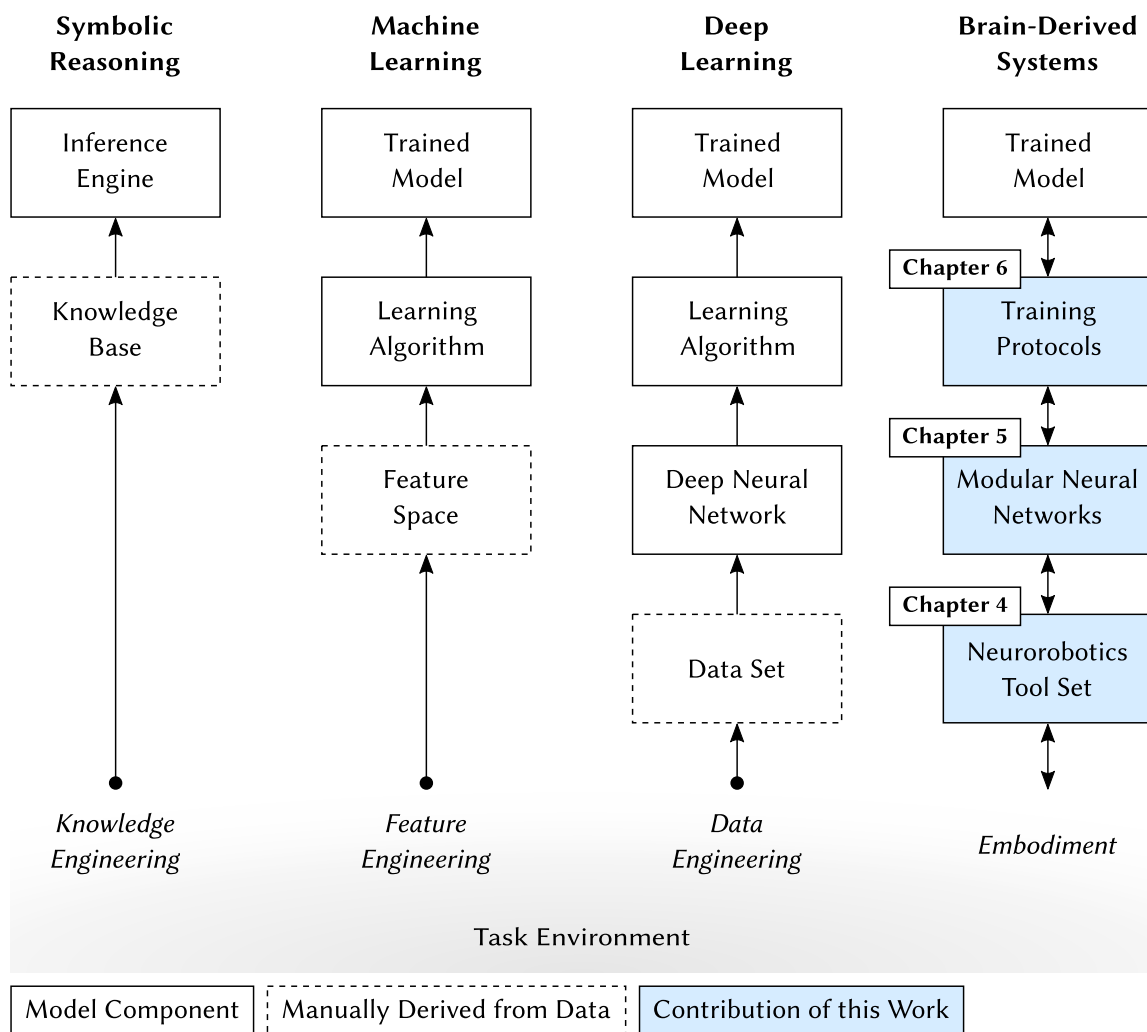 Symbolic
Reasoning
Machine
Learning
Deep
Learning
Brain-Derived
Systems
Inference
Engine
Trained
Model
Trained
Model
Trained
Model
Chapter 6
Knowledge
Base
Learning
Algorithm
Learning
Algorithm
Training
Protocols
Chapter 5
Feature
Space
Deep Neural
Network
Modular Neural
Networks
Chapter 4
Data Set
Neurorobotics
Tool Set
Knowledge
Engineering
Feature
Engineering
Data
Engineering
Embodiment
Task Environment
Model Component
Manually Derived from Data
Contribution of this Work